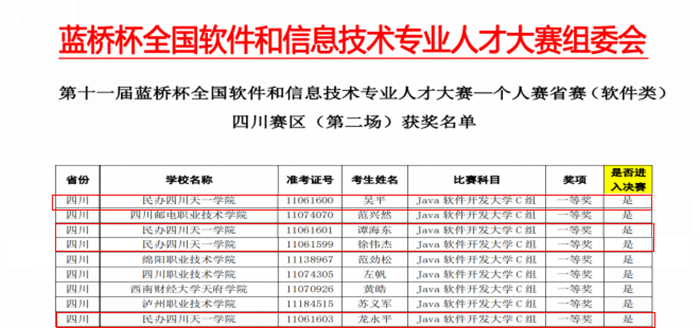 蓝桥杯全国软件和信息技术专业人才大赛组委会
第十一届蓝桥杯全国软件和信息技术专业人才大赛—个人赛省赛（软件类）
四川赛区（第二场）获奖名单
省份 学校名称 准考证号 考生姓名 比赛科目 奖项 是否进入决赛
四川 民办四川天一学院 11061600 吴平 Java 软件开发大学 C 组 一等奖 是
四川 四川邮电职业技术学院 11074070 范兴然 Java 软件开发大学 C 组 一等奖 是
四川 民办四川天一学院 11061601 谭海东 Java 软件开发大学 C 组 一等奖 是
四川 民办四川天一学院 11061599 徐伟杰 Java 软件开发大学 C 组 一等奖 是
四川 绵阳职业技术学院 11138967 范劲松 Java 软件开发大学 C 组 一等奖 是
四川 四川职业技术学院 11074305 左帆 Java 软件开发大学 C 组 一等奖 是
四川 西南财经大学天府学院 11070926 黄皓 Java 软件开发大学 C 组 一等奖 是
四川 泸州职业技术学院 11184515 苏义军 Java 软件开发大学 C 组 一等奖 是
四川 民办四川天一学院 11061603 龙永平 Java 软件开发大学 C 组 一等奖 是